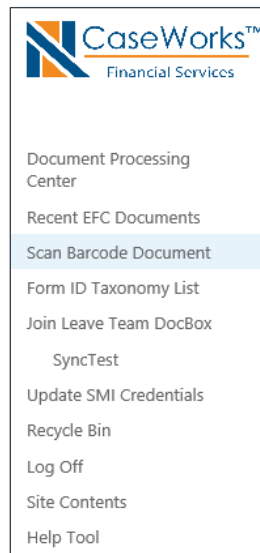 CaseWorks™
Financial Services
Document Processing
Center
Recent EFC Documents
Scan Barcode Document
Form ID Taxonomy List
Join Leave Team DocBox
SyncTest
Update SMI Credentials
Recycle Bin
Log Off
Site Contents
Help Tool